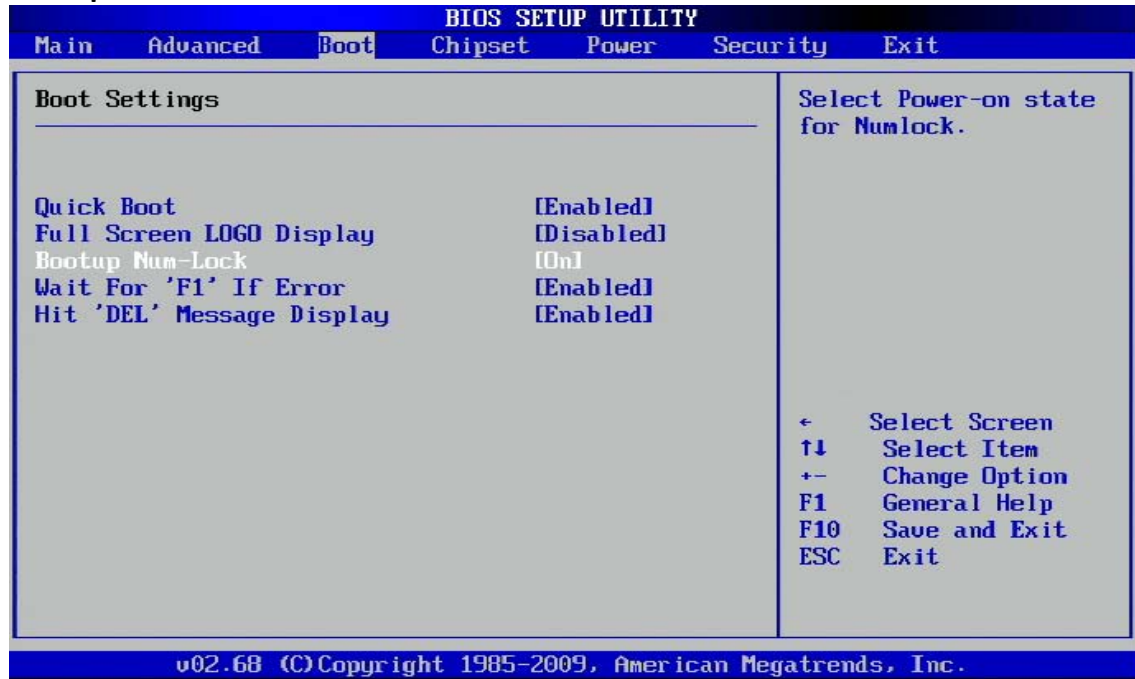 BIOS SETUP UTILITY
Main Advanced Boot Chipset Power Security Exit
Boot Settings
Quick Boot [Enabled]
Full Screen LOGO Display [Disabled]
Bootup Num-Lock [On]
Wait For 'F1' If Error [Enabled]
Hit 'DEL' Message Display [Enabled]
Select Power-on state
for Numlock.
← Select Screen
↑↓ Select Item
+- Change Option
F1 General Help
F10 Save and Exit
ESC Exit
v02.68 (C)Copyright 1985-2009, American Megatrends, Inc.